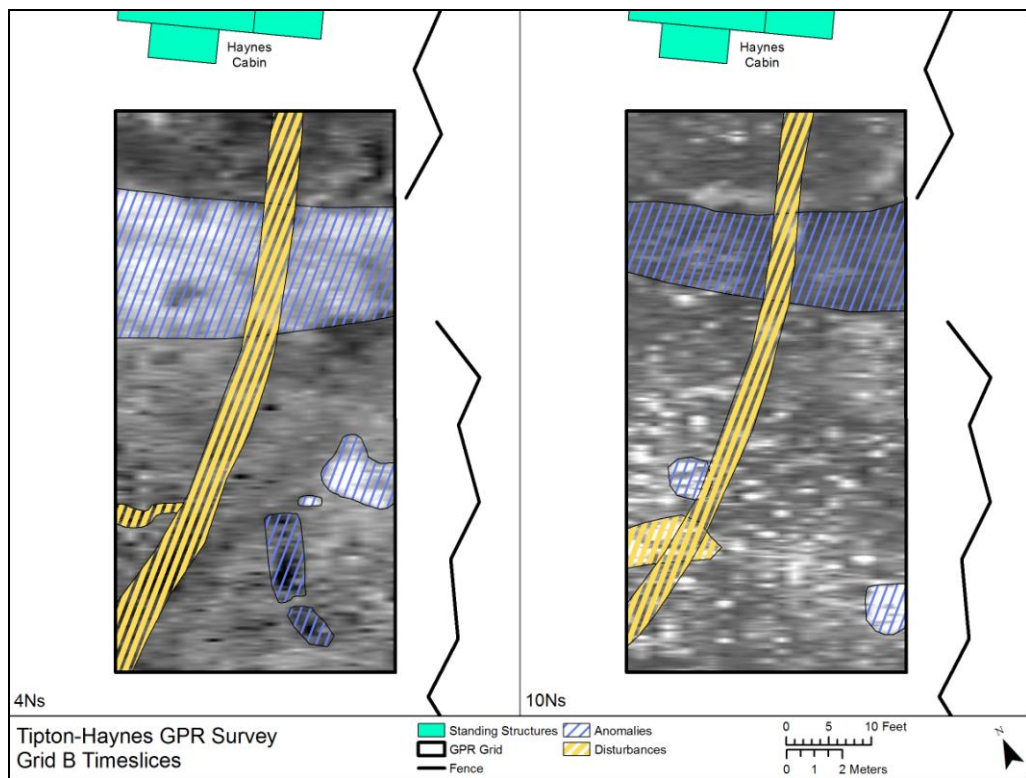 Haynes
Cabin
Haynes
Cabin
4Ns
10Ns
Tipton-Haynes GPR Survey
Grid B Timeslices
Standing Structures
GPR Grid
Fence
Anomalies
Disturbances
0 5 10 Feet
0 1 2 Meters
N